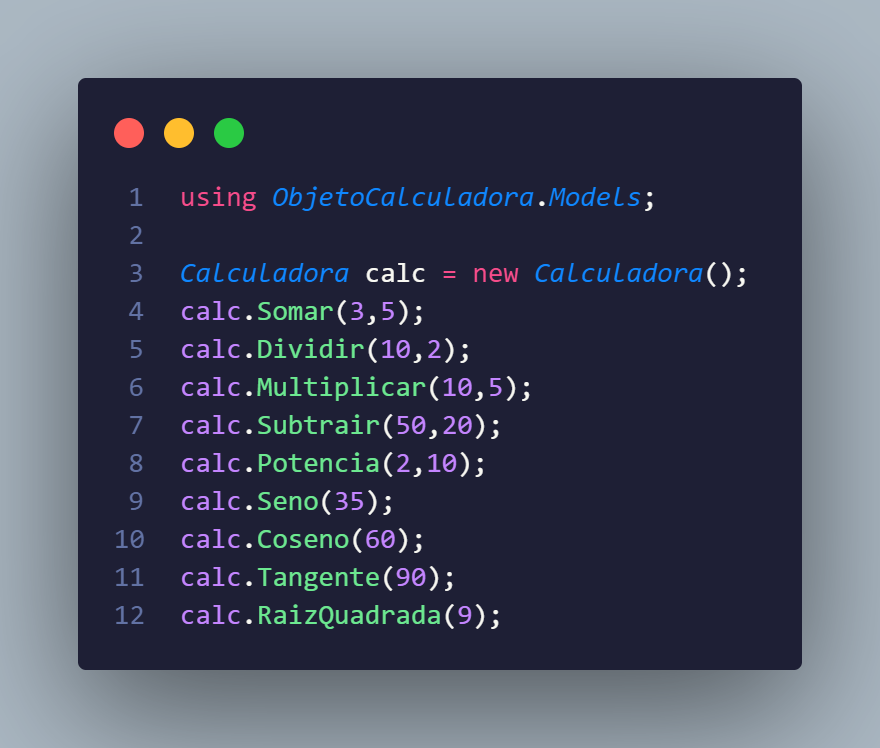 1 using ObjetoCalculadora.Models;
2
3 Calculadora calc = new Calculadora();
4 calc.Somar(3,5);
5 calc.Dividir(10,2);
6 calc.Multiplicar(10,5);
7 calc.Subtrair(50,20);
8 calc.Potencia(2,10);
9 calc.Seno(35);
10 calc.Coseno(60);
11 calc.Tangente(90);
12 calc.RaizQuadrada(9);